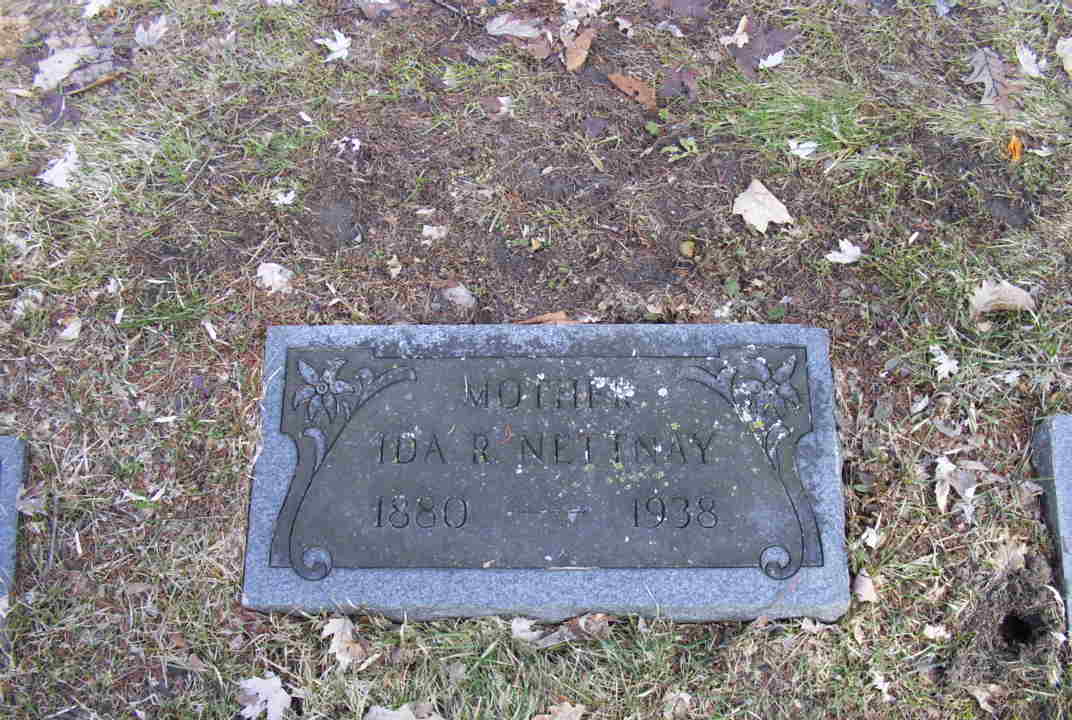 MOTHER
IDA R. NETTNAY
1880 — 1938